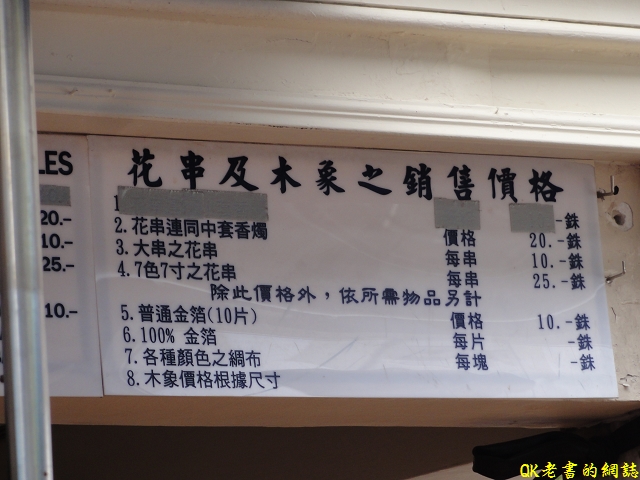 LES
20.-
10.-
25.-
10.-
花串及木象之銷售價格
1 -銖
2.花串連同中套香燭 價格 20.-銖
3.大串之花串 每串 10.-銖
4.7色7寸之花串 每串 25.-銖
除此價格外,依所需物品另計
5.普通金箔(10片) 價格 10.-銖
6.100% 金箔 每片 -銖
7.各種顏色之綢布 每塊 -銖
8.木象價格根據尺寸
QK老書的網誌